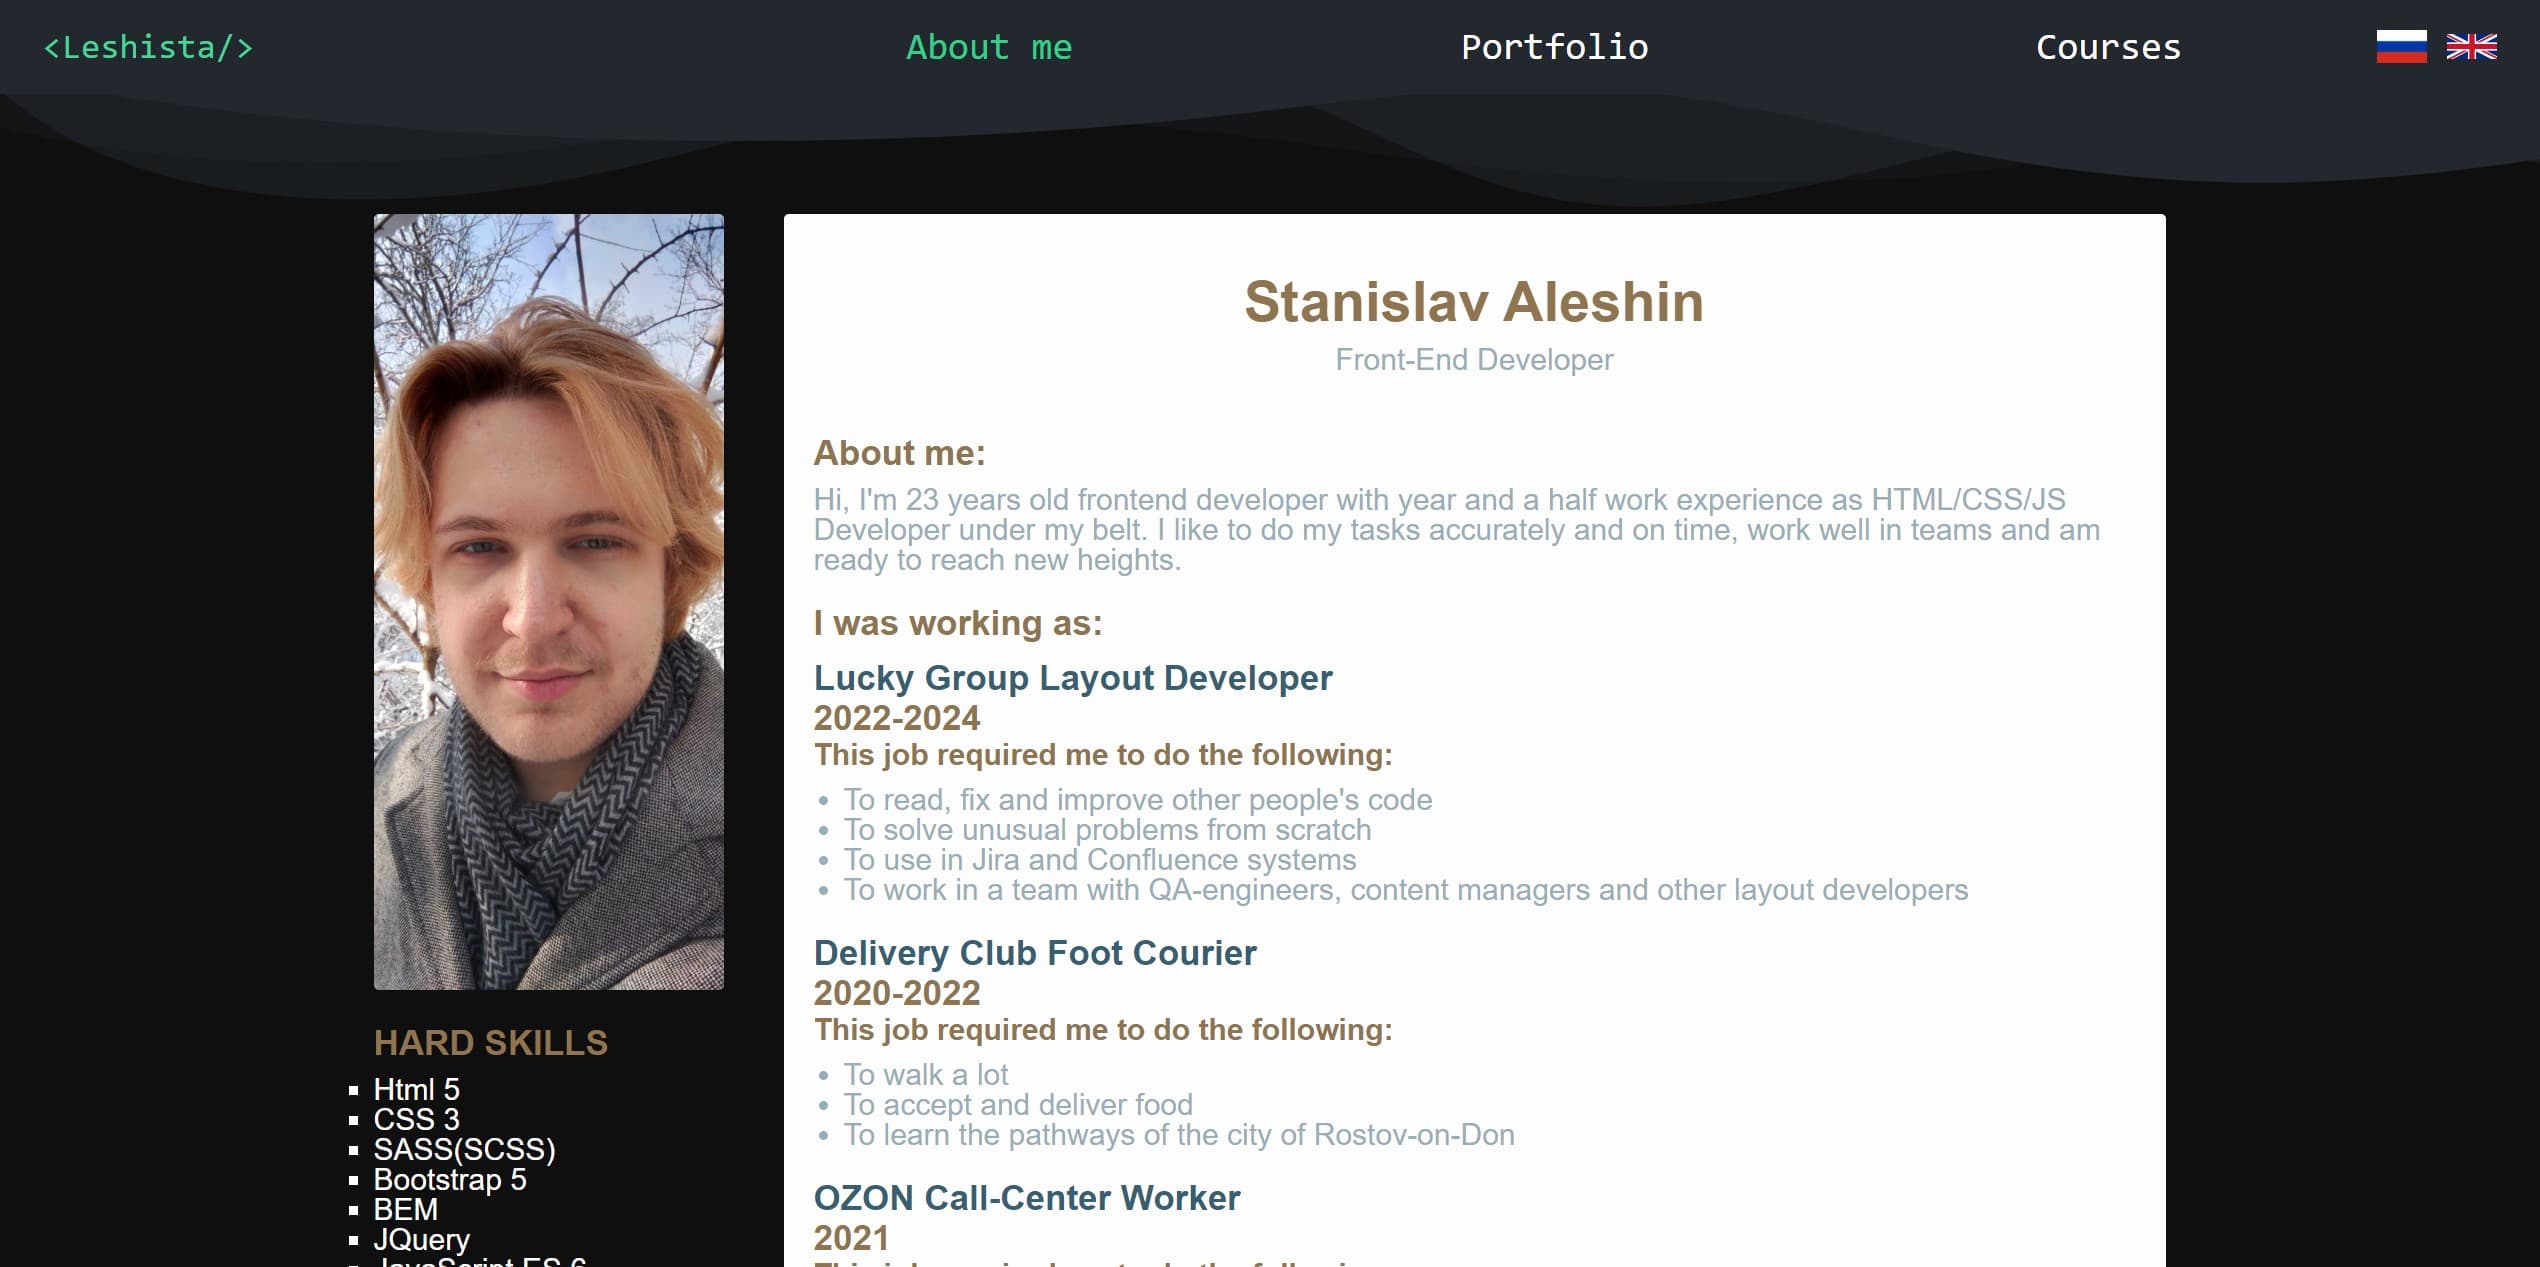 <Leshista/>
About me
Portfolio
Courses
Stanislav Aleshin
Front-End Developer
About me:
Hi, I'm 23 years old frontend developer with year and a half work experience as HTML/CSS/JS
Developer under my belt. I like to do my tasks accurately and on time, work well in teams and am
ready to reach new heights.
I was working as:
Lucky Group Layout Developer
2022-2024
This job required me to do the following:
To read, fix and improve other people's code
To solve unusual problems from scratch
To use in Jira and Confluence systems
To work in a team with QA-engineers, content managers and other layout developers
Delivery Club Foot Courier
2020-2022
This job required me to do the following:
To walk a lot
To accept and deliver food
To learn the pathways of the city of Rostov-on-Don
OZON Call-Center Worker
2021
HARD SKILLS
Html 5
CSS 3
SASS(SCSS)
Bootstrap 5
BEM
JQuery
JavaScript ES 6